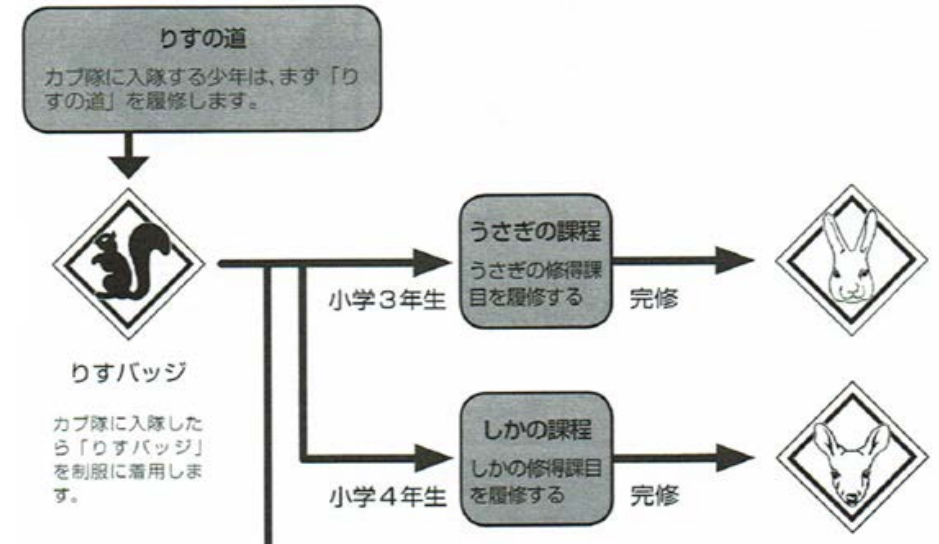 りすの道
カブ隊に入隊する少年は、まず「り
すの道」を履修します。
うさぎの課程
うさぎの修得課
目を履修する
小学3年生
完修
りすバッジ
カブ隊に入隊した
ら「りすバッジ」
を制服に着用しま
す。
しかの課程
しかの修得課目
を履修する
小学4年生
完修